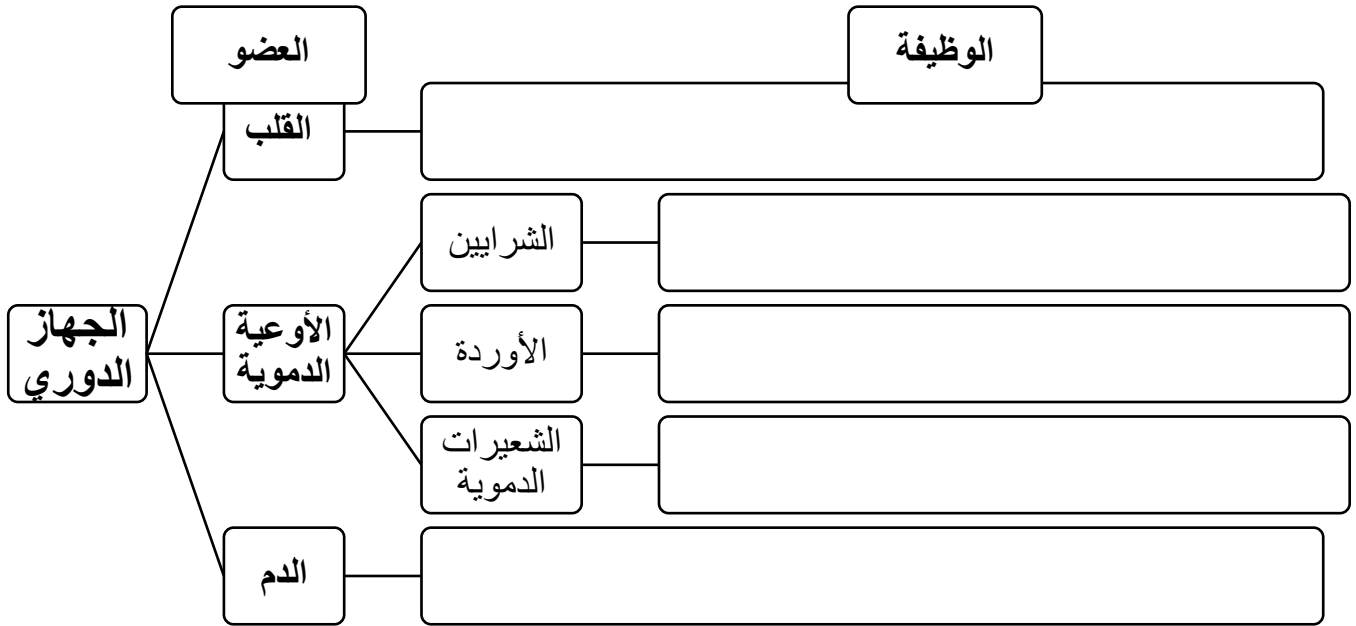 العضو
الوظيفة
القلب
الشرايين
الجهاز
الدوري
الأوعية
الدموية
الأوردة
الشعيرات
الدموية
الدم